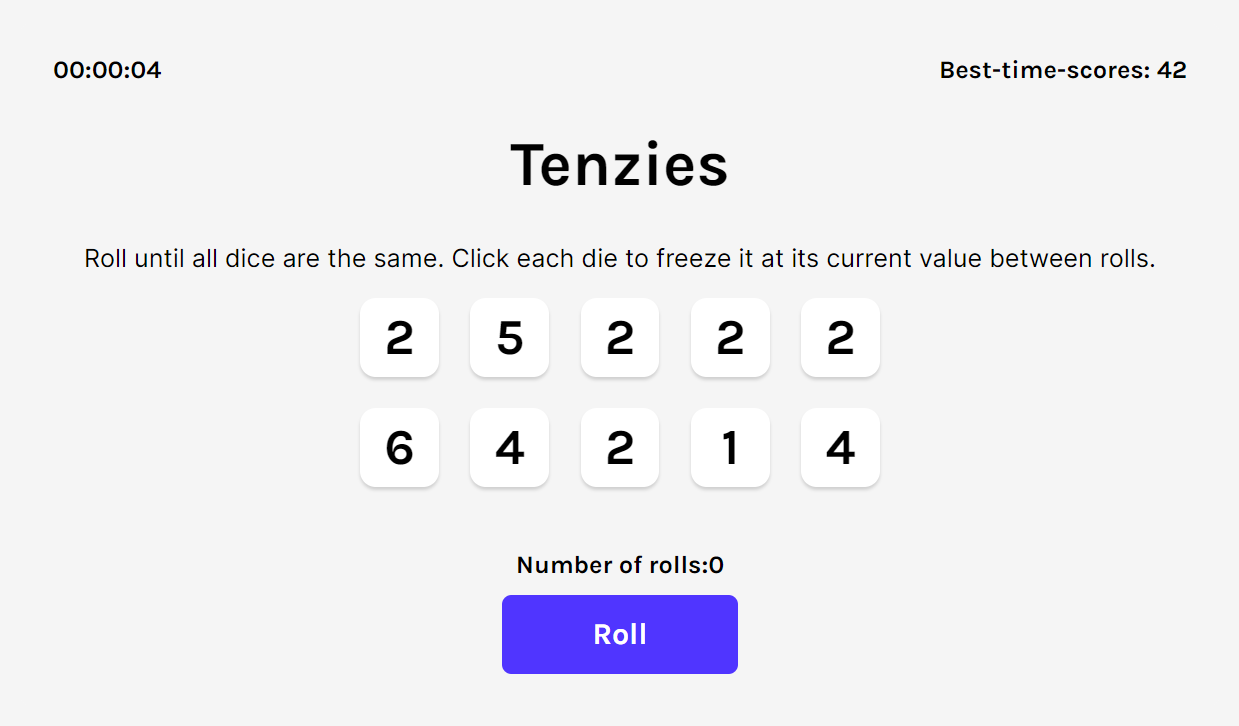 00:00:04 Best-time-scores: 42
Tenzies
Roll until all dice are the same. Click each die to freeze it at its current value between rolls.
2 5 2 2 2
6 4 2 1 4
Number of rolls:0
Roll